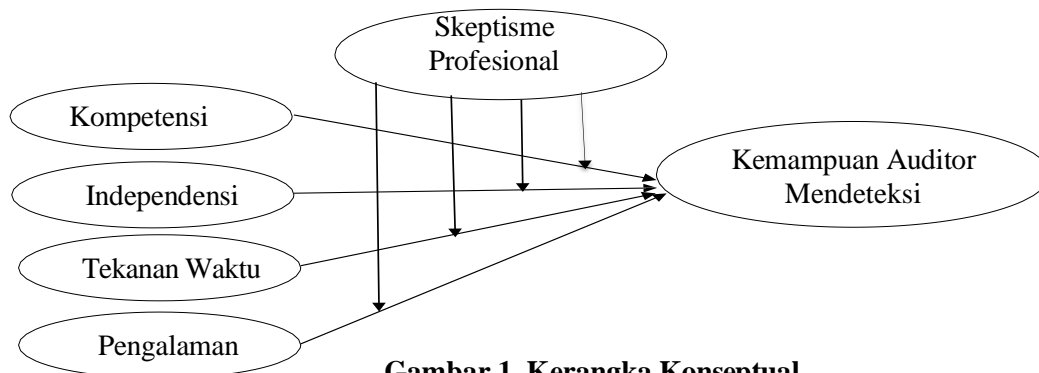 Skeptisme
Profesional
Kompetensi
Kemampuan Auditor
Mendeteksi
Independensi
Tekanan Waktu
Pengalaman
Gambar 1. Kerangka Konseptual